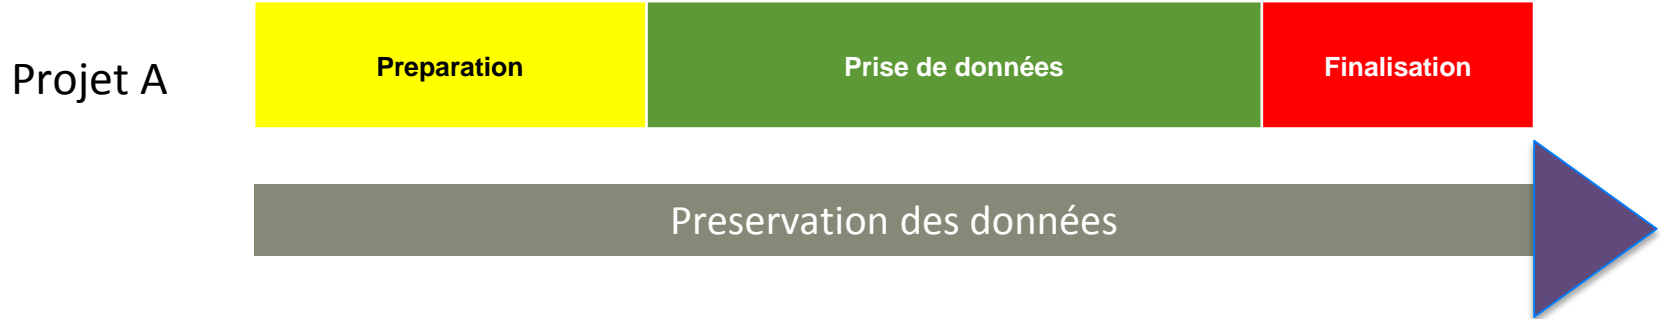 Projet A
Preparation
Prise de données
Finalisation
Preservation des données